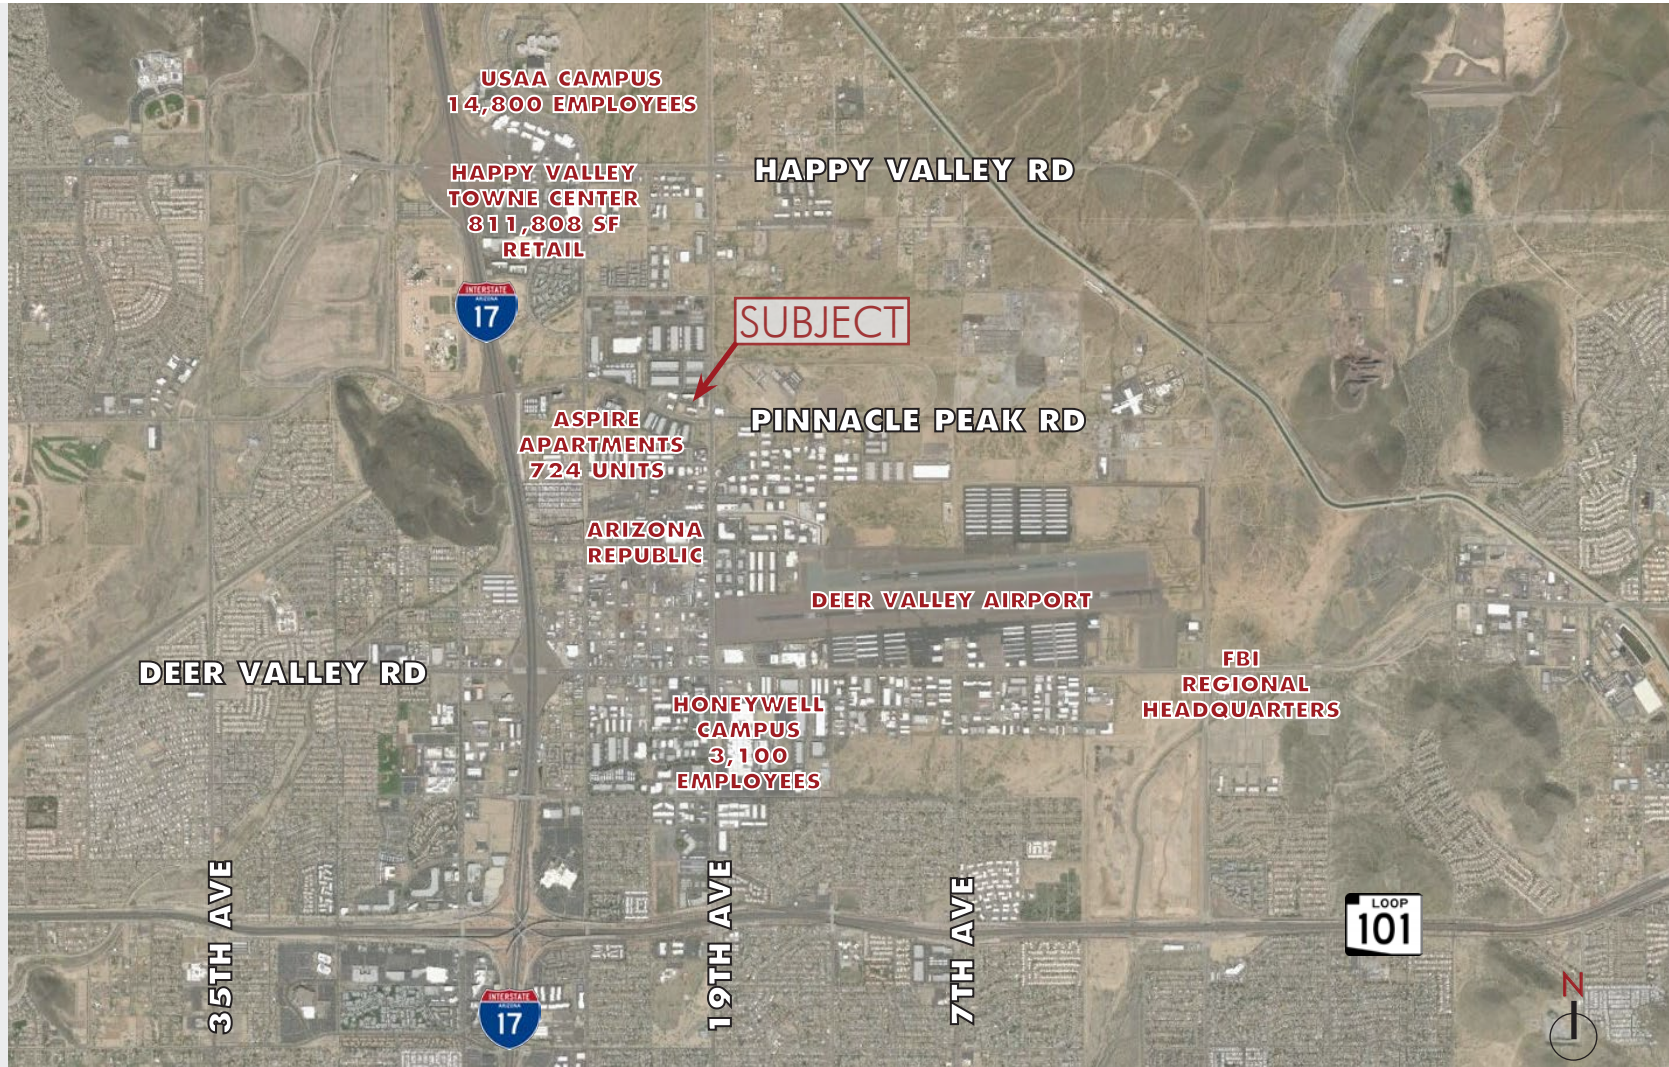 USAA CAMPUS
14,800 EMPLOYEES
HAPPY VALLEY RD
HAPPY VALLEY
TOWNE CENTER
811,808 SF
RETAIL
INTERSTATE
ARIZONA
17
SUBJECT
PINNACLE PEAK RD
ASPIRE
APARTMENTS
724 UNITS
ARIZONA
REPUBLIC
DEER VALLEY AIRPORT
DEER VALLEY RD
FBI
REGIONAL
HEADQUARTERS
HONEYWELL
CAMPUS
3,100
EMPLOYEES
35TH AVE
19TH AVE
7TH AVE
LOOP
101
INTERSTATE
ARIZONA
17
N